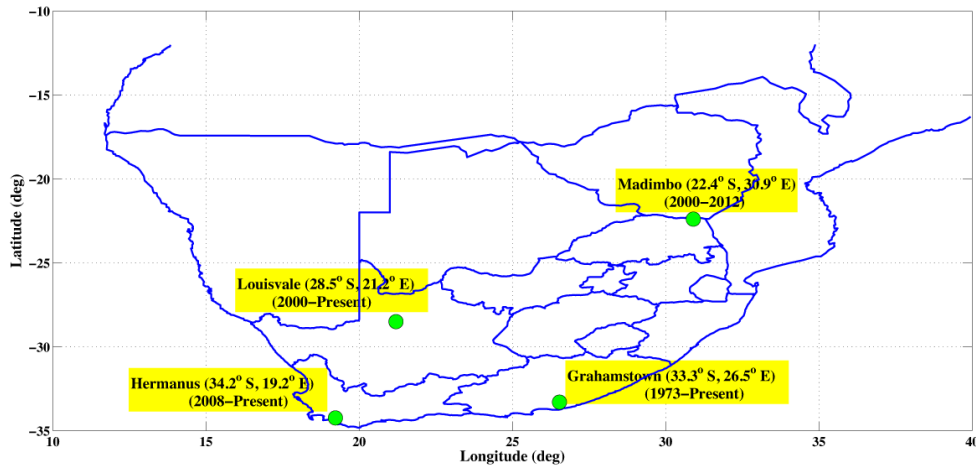 −10
−15
−20
−25
−30
−35
Latitude (deg)
Madimbo (22.4° S, 30.9° E)
(2000−2012)
Louisvale (28.5° S, 21.2° E)
(2000−Present)
Hermanus (34.2° S, 19.2° E)
(2008−Present)
Grahamstown (33.3° S, 26.5° E)
(1973−Present)
10 15 20 25 30 35 40
Longitude (deg)